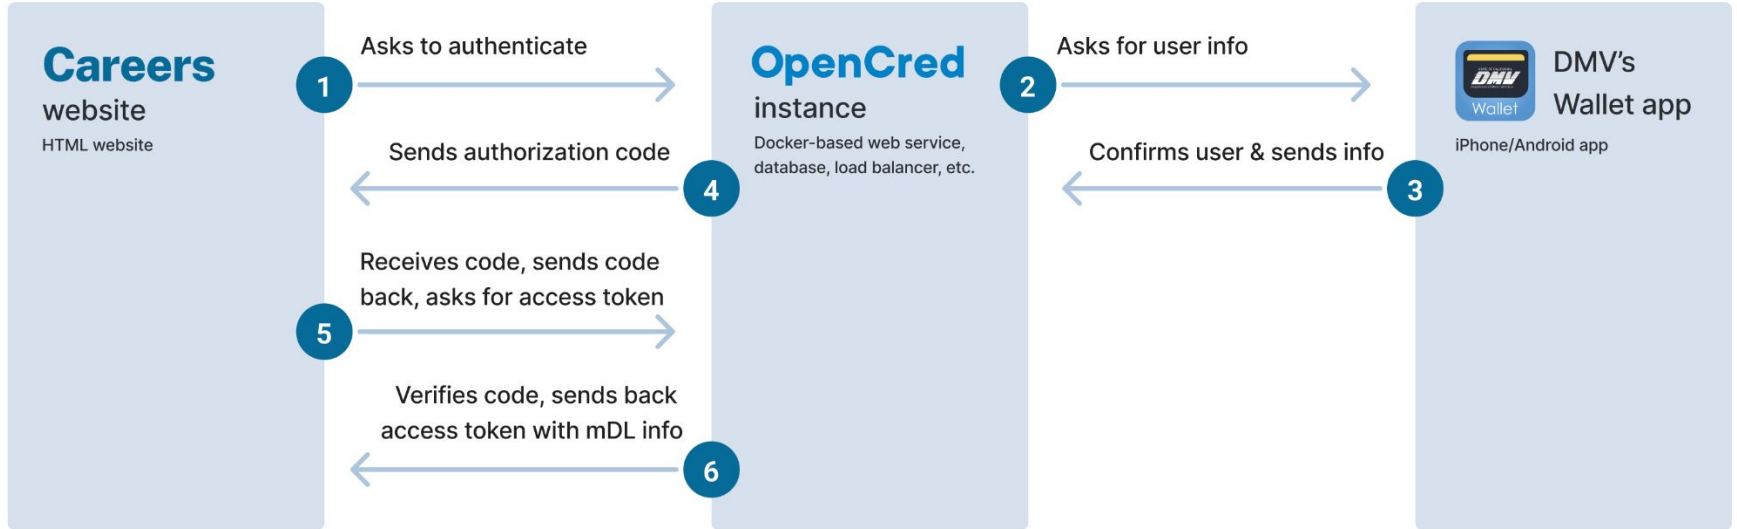 Careers
website
HTML website
1
Asks to authenticate
OpenCred
instance
Docker-based web service,
database, load balancer, etc.
2
Asks for user info
DMV
Wallet
DMV's
Wallet app
iPhone/Android app
Confirms user & sends info
3
Sends authorization code
4
Receives code, sends code
back, asks for access token
5
Verifies code, sends back
access token with mDL info
6